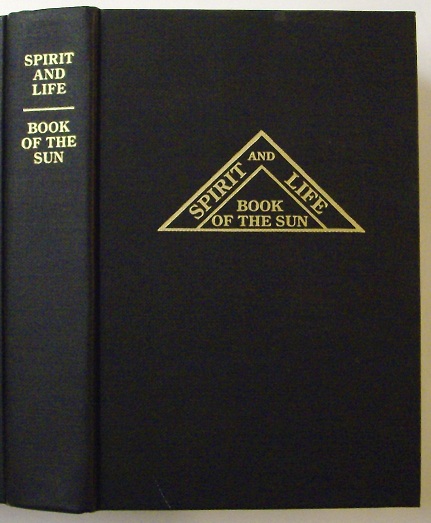 SPIRIT
AND
LIFE
BOOK
OF THE
SUN
SPIRIT AND LIFE
BOOK
OF THE SUN